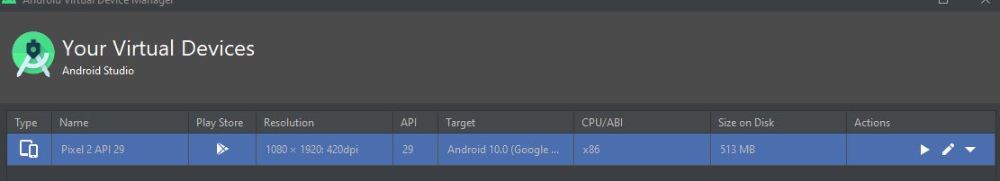 Android Virtual Device Manager
Your Virtual Devices
Android Studio
Type Name Play Store Resolution API Target CPU/ABI Size on Disk Actions
Pixel 2 API 29 1080 × 1920: 420dpi 29 Android 10.0 (Google ... x86 513 MB